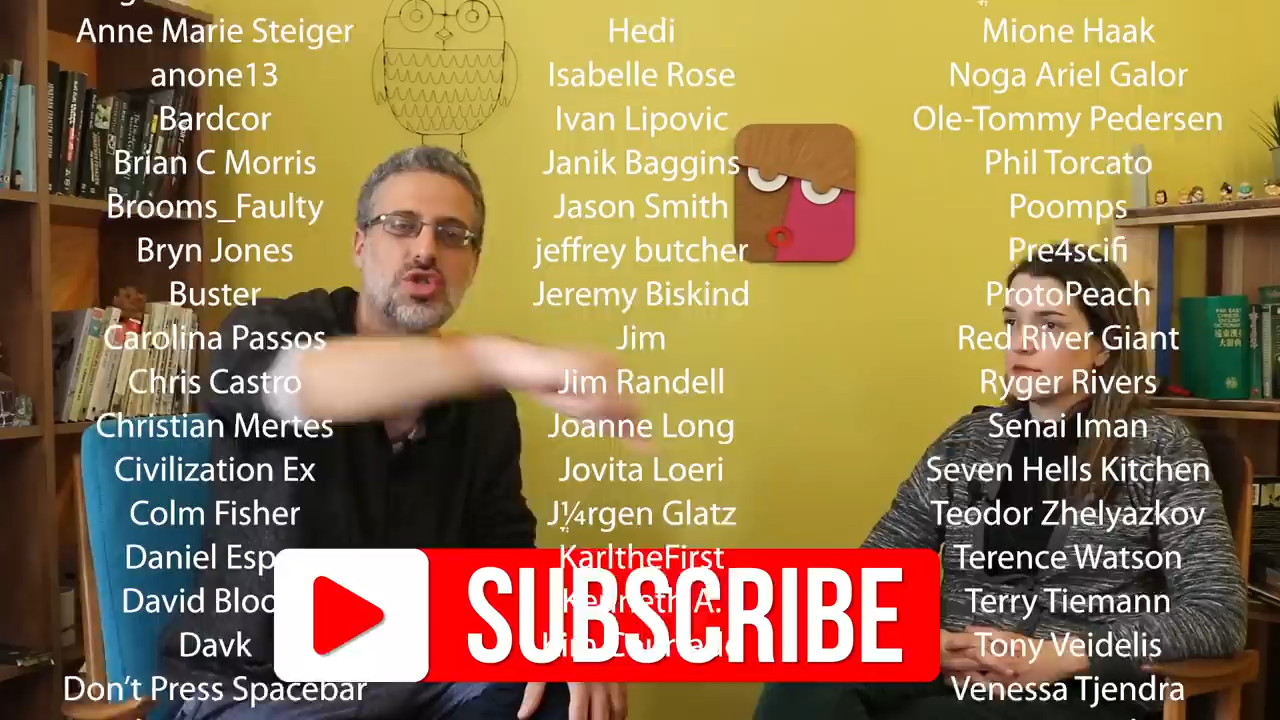 Anne Marie Steiger
anone13
Bardcor
Brian C Morris
Brooms_Faulty
Bryn Jones
Buster
Carolina Passos
Chris Castro
Christian Mertes
Civilization Ex
Colm Fisher
Daniel
David
Davk
Don't Press Spacebar
Hedi
Isabelle Rose
Ivan Lipovic
Janik Baggins
Jason Smith
jeffrey butcher
Jeremy Biskind
Jim
Jim Randell
Joanne Long
Jovita Loeri
J¼rgen Glatz
KarltheFirst
Kenneth A.
Mione Haak
Noga Ariel Galor
Ole-Tommy Pedersen
Phil Torcato
Poomps
Pre4scifi
ProtoPeach
Red River Giant
Ryger Rivers
Senai Iman
Seven Hells Kitchen
Teodor Zhelyazkov
Terence Watson
Terry Tiemann
Tony Veidelis
Venessa Tjendra
SUBSCRIBE